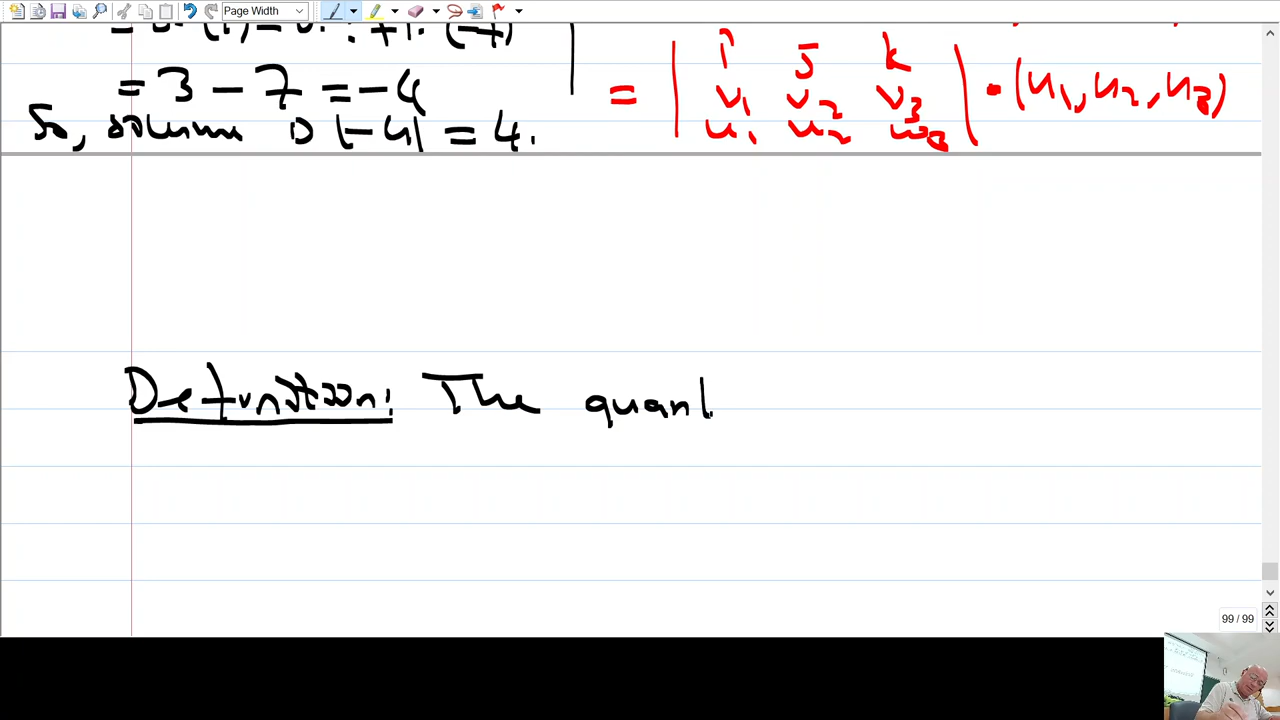 Page Width
= 3 - 7 = -4
So, volume is |-4| = 4.
i j k
= | v1 v2 v3 | • (u1, u2, u3)
w1 w2 w3
Definition: The quant
99 / 99